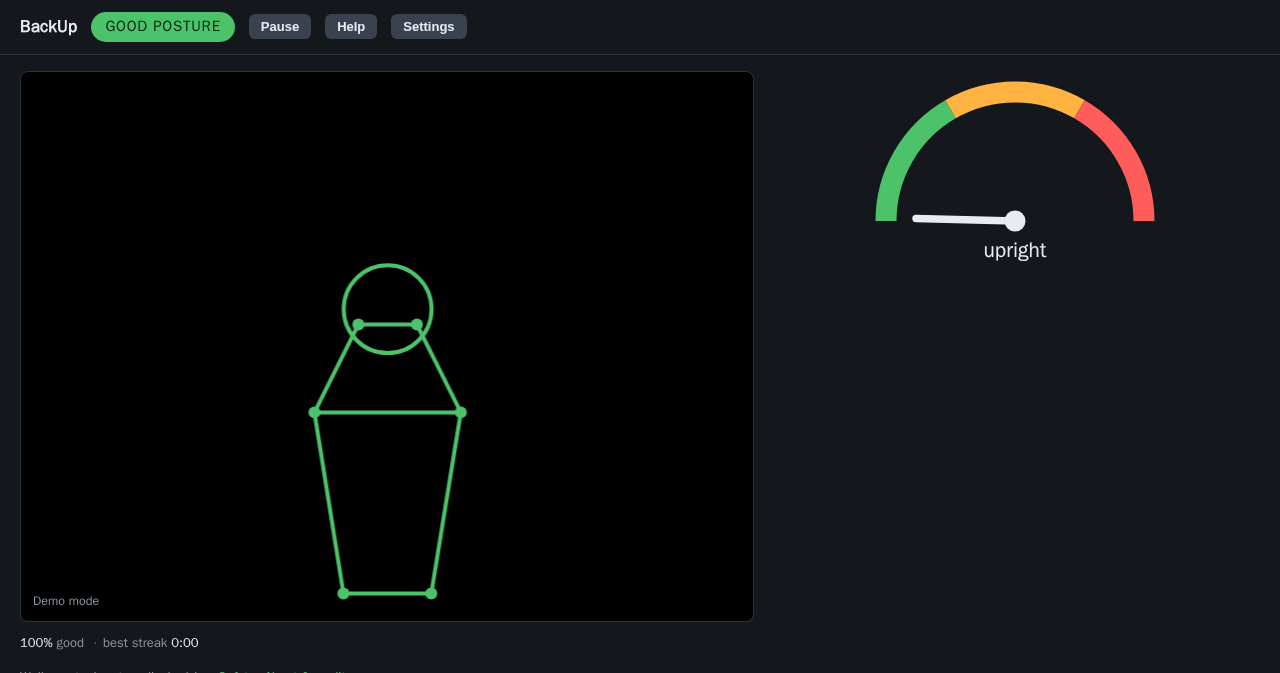 BackUp GOOD POSTURE Pause Help Settings
upright
Demo mode
100% good · best streak 0:00